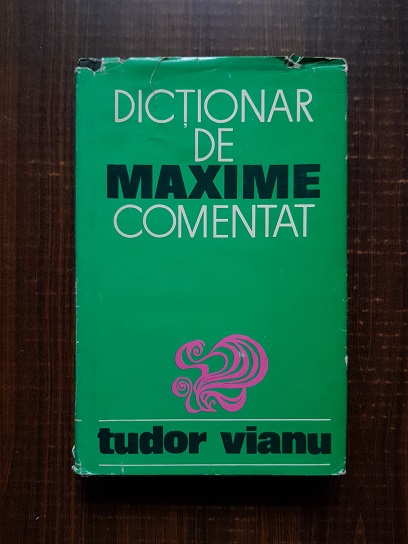 DICȚIONAR
DE
MAXIME
COMENTAT
tudor vianu